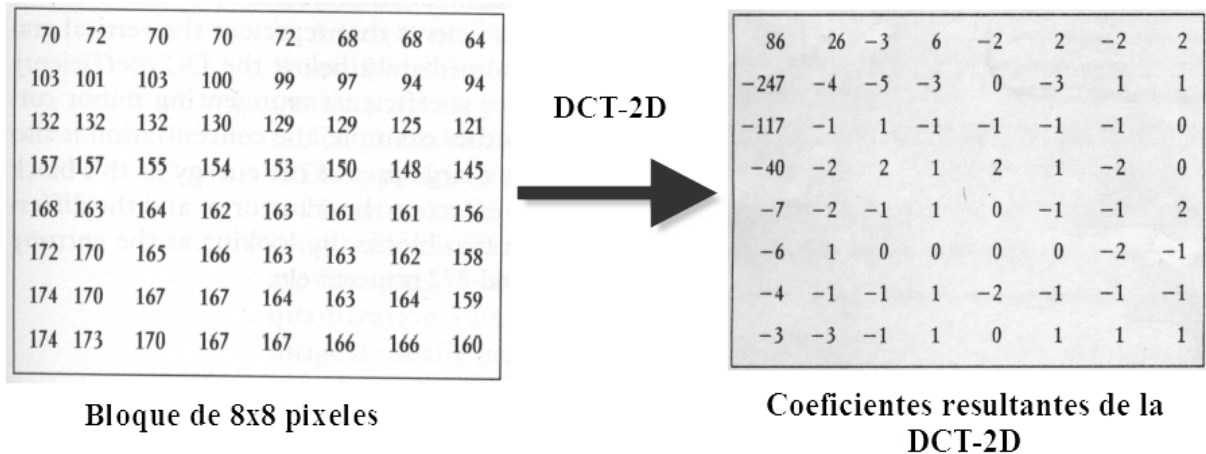 70 72 70 70 72 68 68 64
103 101 103 100 99 97 94 94
132 132 132 130 129 129 125 121
157 157 155 154 153 150 148 145
168 163 164 162 163 161 161 156
172 170 165 166 163 163 162 158
174 170 167 167 164 163 164 159
174 173 170 167 167 166 166 160
Bloque de 8x8 pixeles
DCT-2D
86 26 −3 6 −2 2 −2 2
−247 −4 −5 −3 0 −3 1 1
−117 −1 1 −1 −1 −1 −1 0
−40 −2 2 1 2 1 −2 0
−7 −2 −1 1 0 −1 −1 2
−6 1 0 0 0 0 −2 −1
−4 −1 −1 1 −2 −1 −1 −1
−3 −3 −1 1 0 1 1 1
Coeficientes resultantes de la
DCT-2D